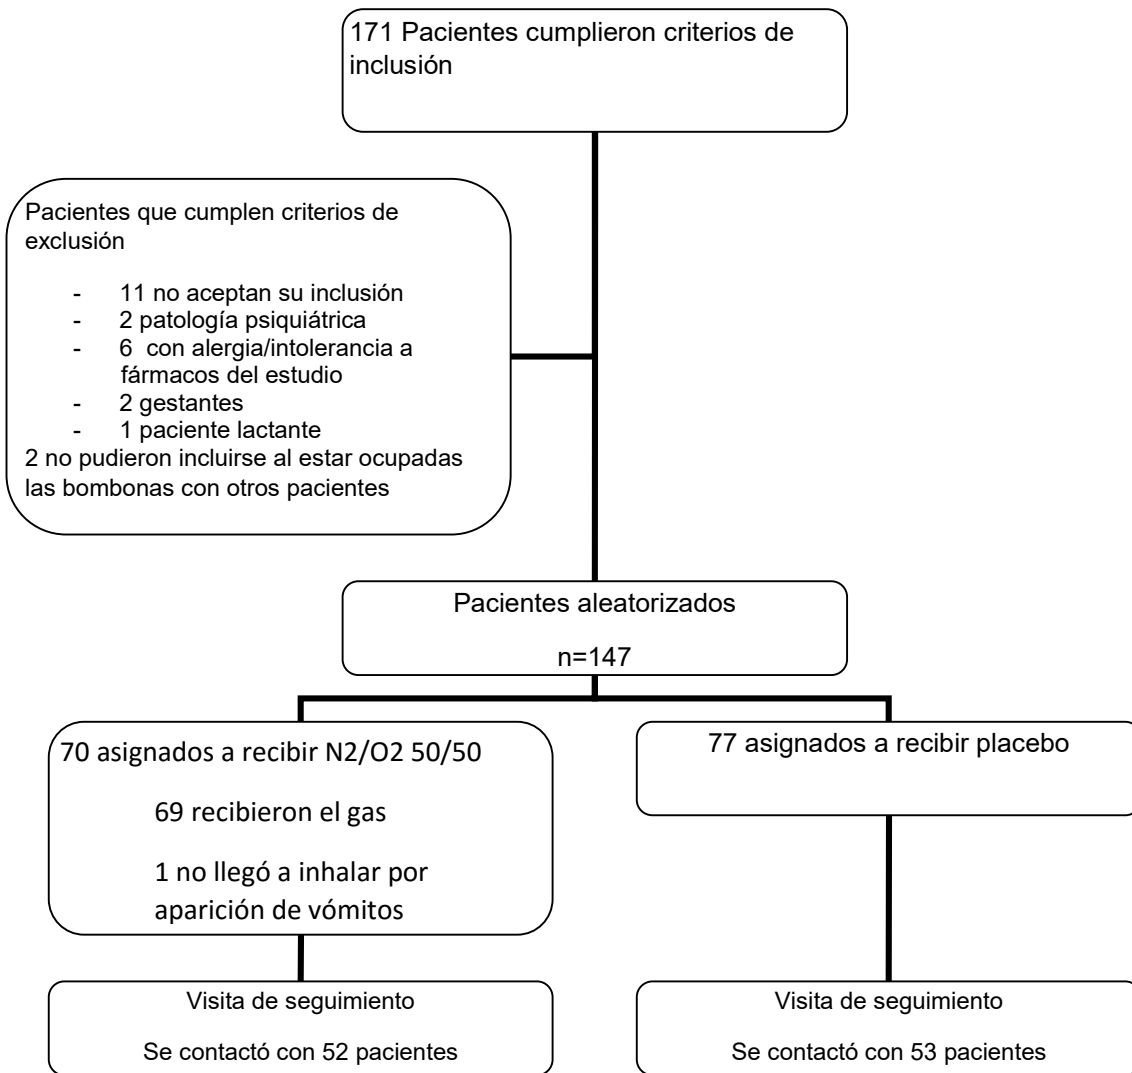 171 Pacientes cumplieron criterios de
inclusión
Pacientes que cumplen criterios de
exclusión
- 11 no aceptan su inclusión
- 2 patología psiquiátrica
- 6 con alergia/intolerancia a
fármacos del estudio
- 2 gestantes
- 1 paciente lactante
2 no pudieron incluirse al estar ocupadas
las bombonas con otros pacientes
Pacientes aleatorizados
n=147
70 asignados a recibir N2/O2 50/50
69 recibieron el gas
1 no llegó a inhalar por
aparición de vómitos
77 asignados a recibir placebo
Visita de seguimiento
Se contactó con 52 pacientes
Visita de seguimiento
Se contactó con 53 pacientes